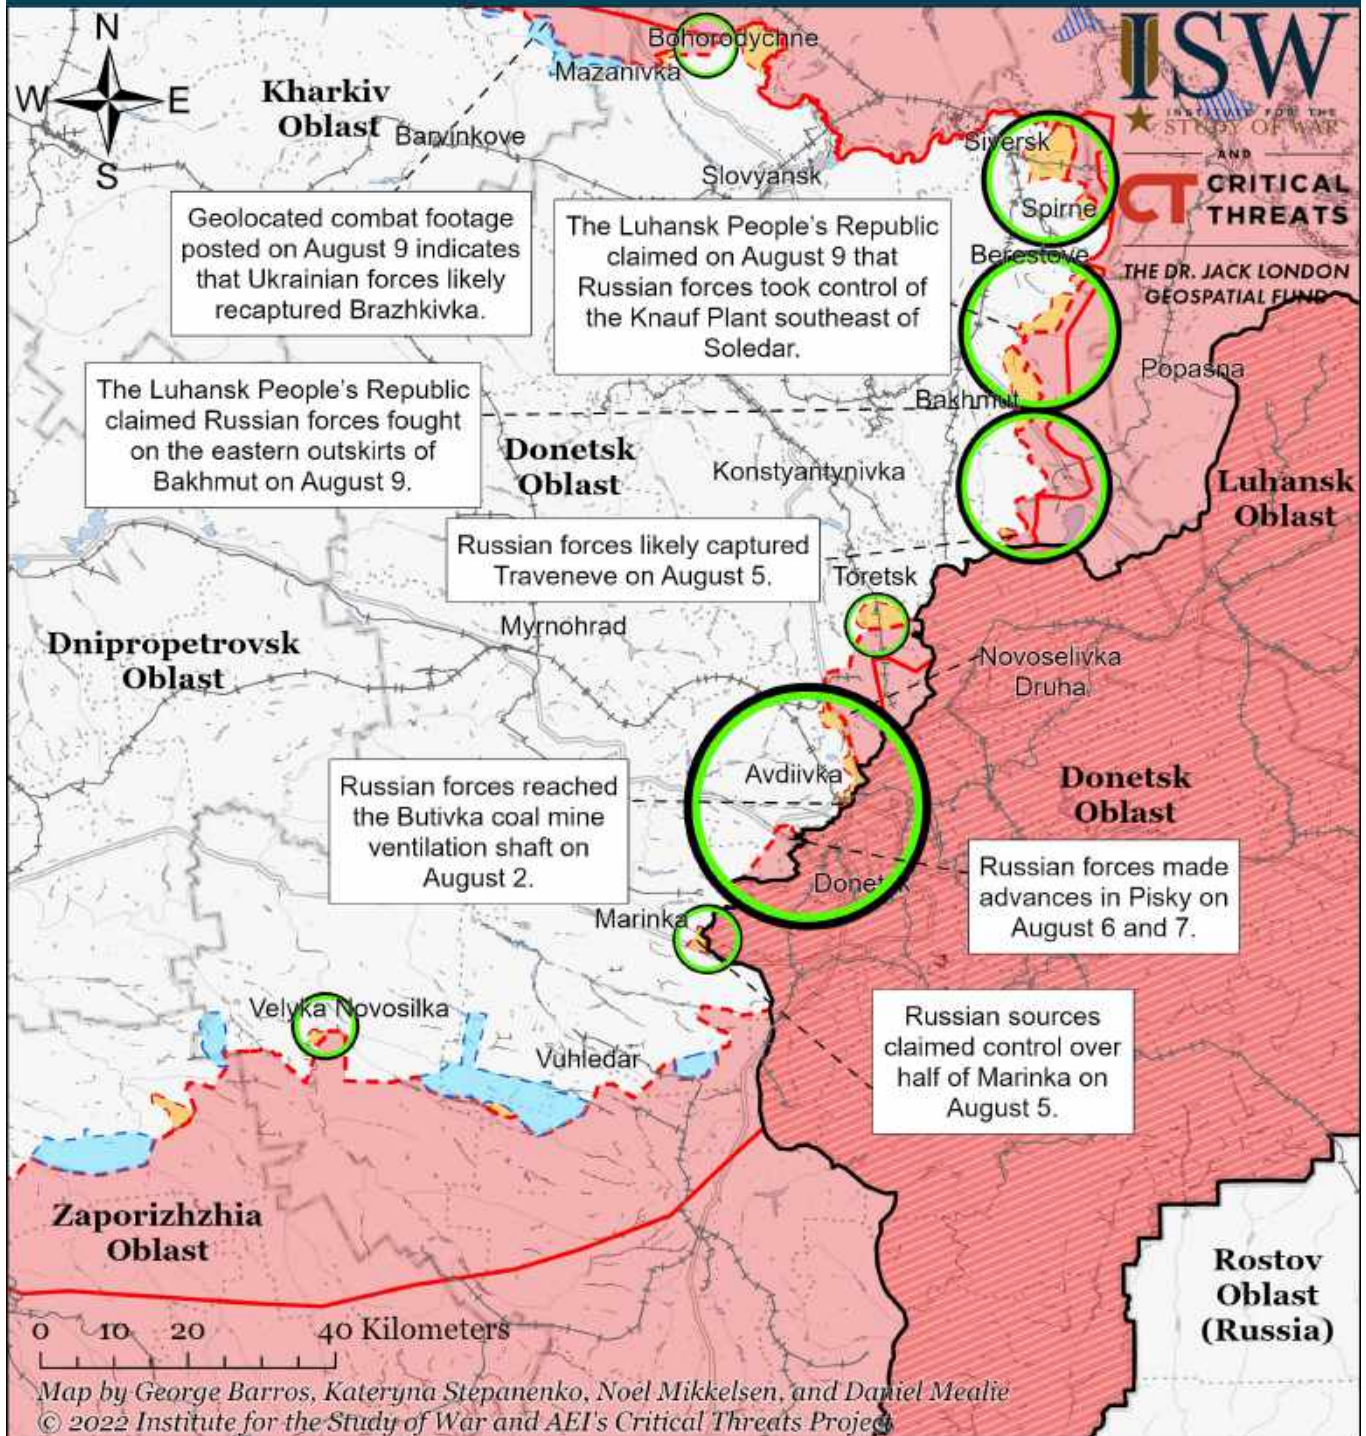 N
W
E
S
Kharkiv
Oblast
Bohorodychne
Mazanivka
Barvinkove
Slovyansk
Siversk
Spirne
Berestove
ISW
INSTITUTE FOR THE
STUDY OF WAR
AND
CT CRITICAL
THREATS
THE DR. JACK LONDON
GEOSPATIAL FUND
Geolocated combat footage
posted on August 9 indicates
that Ukrainian forces likely
recaptured Brazhkivka.
The Luhansk People's Republic
claimed on August 9 that
Russian forces took control of
the Knauf Plant southeast of
Soledar.
Popasna
The Luhansk People's Republic
claimed Russian forces fought
on the eastern outskirts of
Bakhmut on August 9.
Bakhmut
Donetsk
Oblast
Konstyantynivka
Luhansk
Oblast
Russian forces likely captured
Traveneve on August 5.
Toretsk
Myrnohrad
Dnipropetrovsk
Oblast
Novoselivka
Druha
Avdiivka
Donetsk
Oblast
Russian forces reached
the Butivka coal mine
ventilation shaft on
August 2.
Donetsk
Russian forces made
advances in Pisky on
August 6 and 7.
Marinka
Velyka Novosilka
Vuhledar
Russian sources
claimed control over
half of Marinka on
August 5.
Zaporizhzhia
Oblast
Rostov
Oblast
(Russia)
0 10 20 40 Kilometers
Map by George Barros, Kateryna Stepanenko, Noel Mikkelsen, and Daniel Mealie
© 2022 Institute for the Study of War and AEI's Critical Threats Project